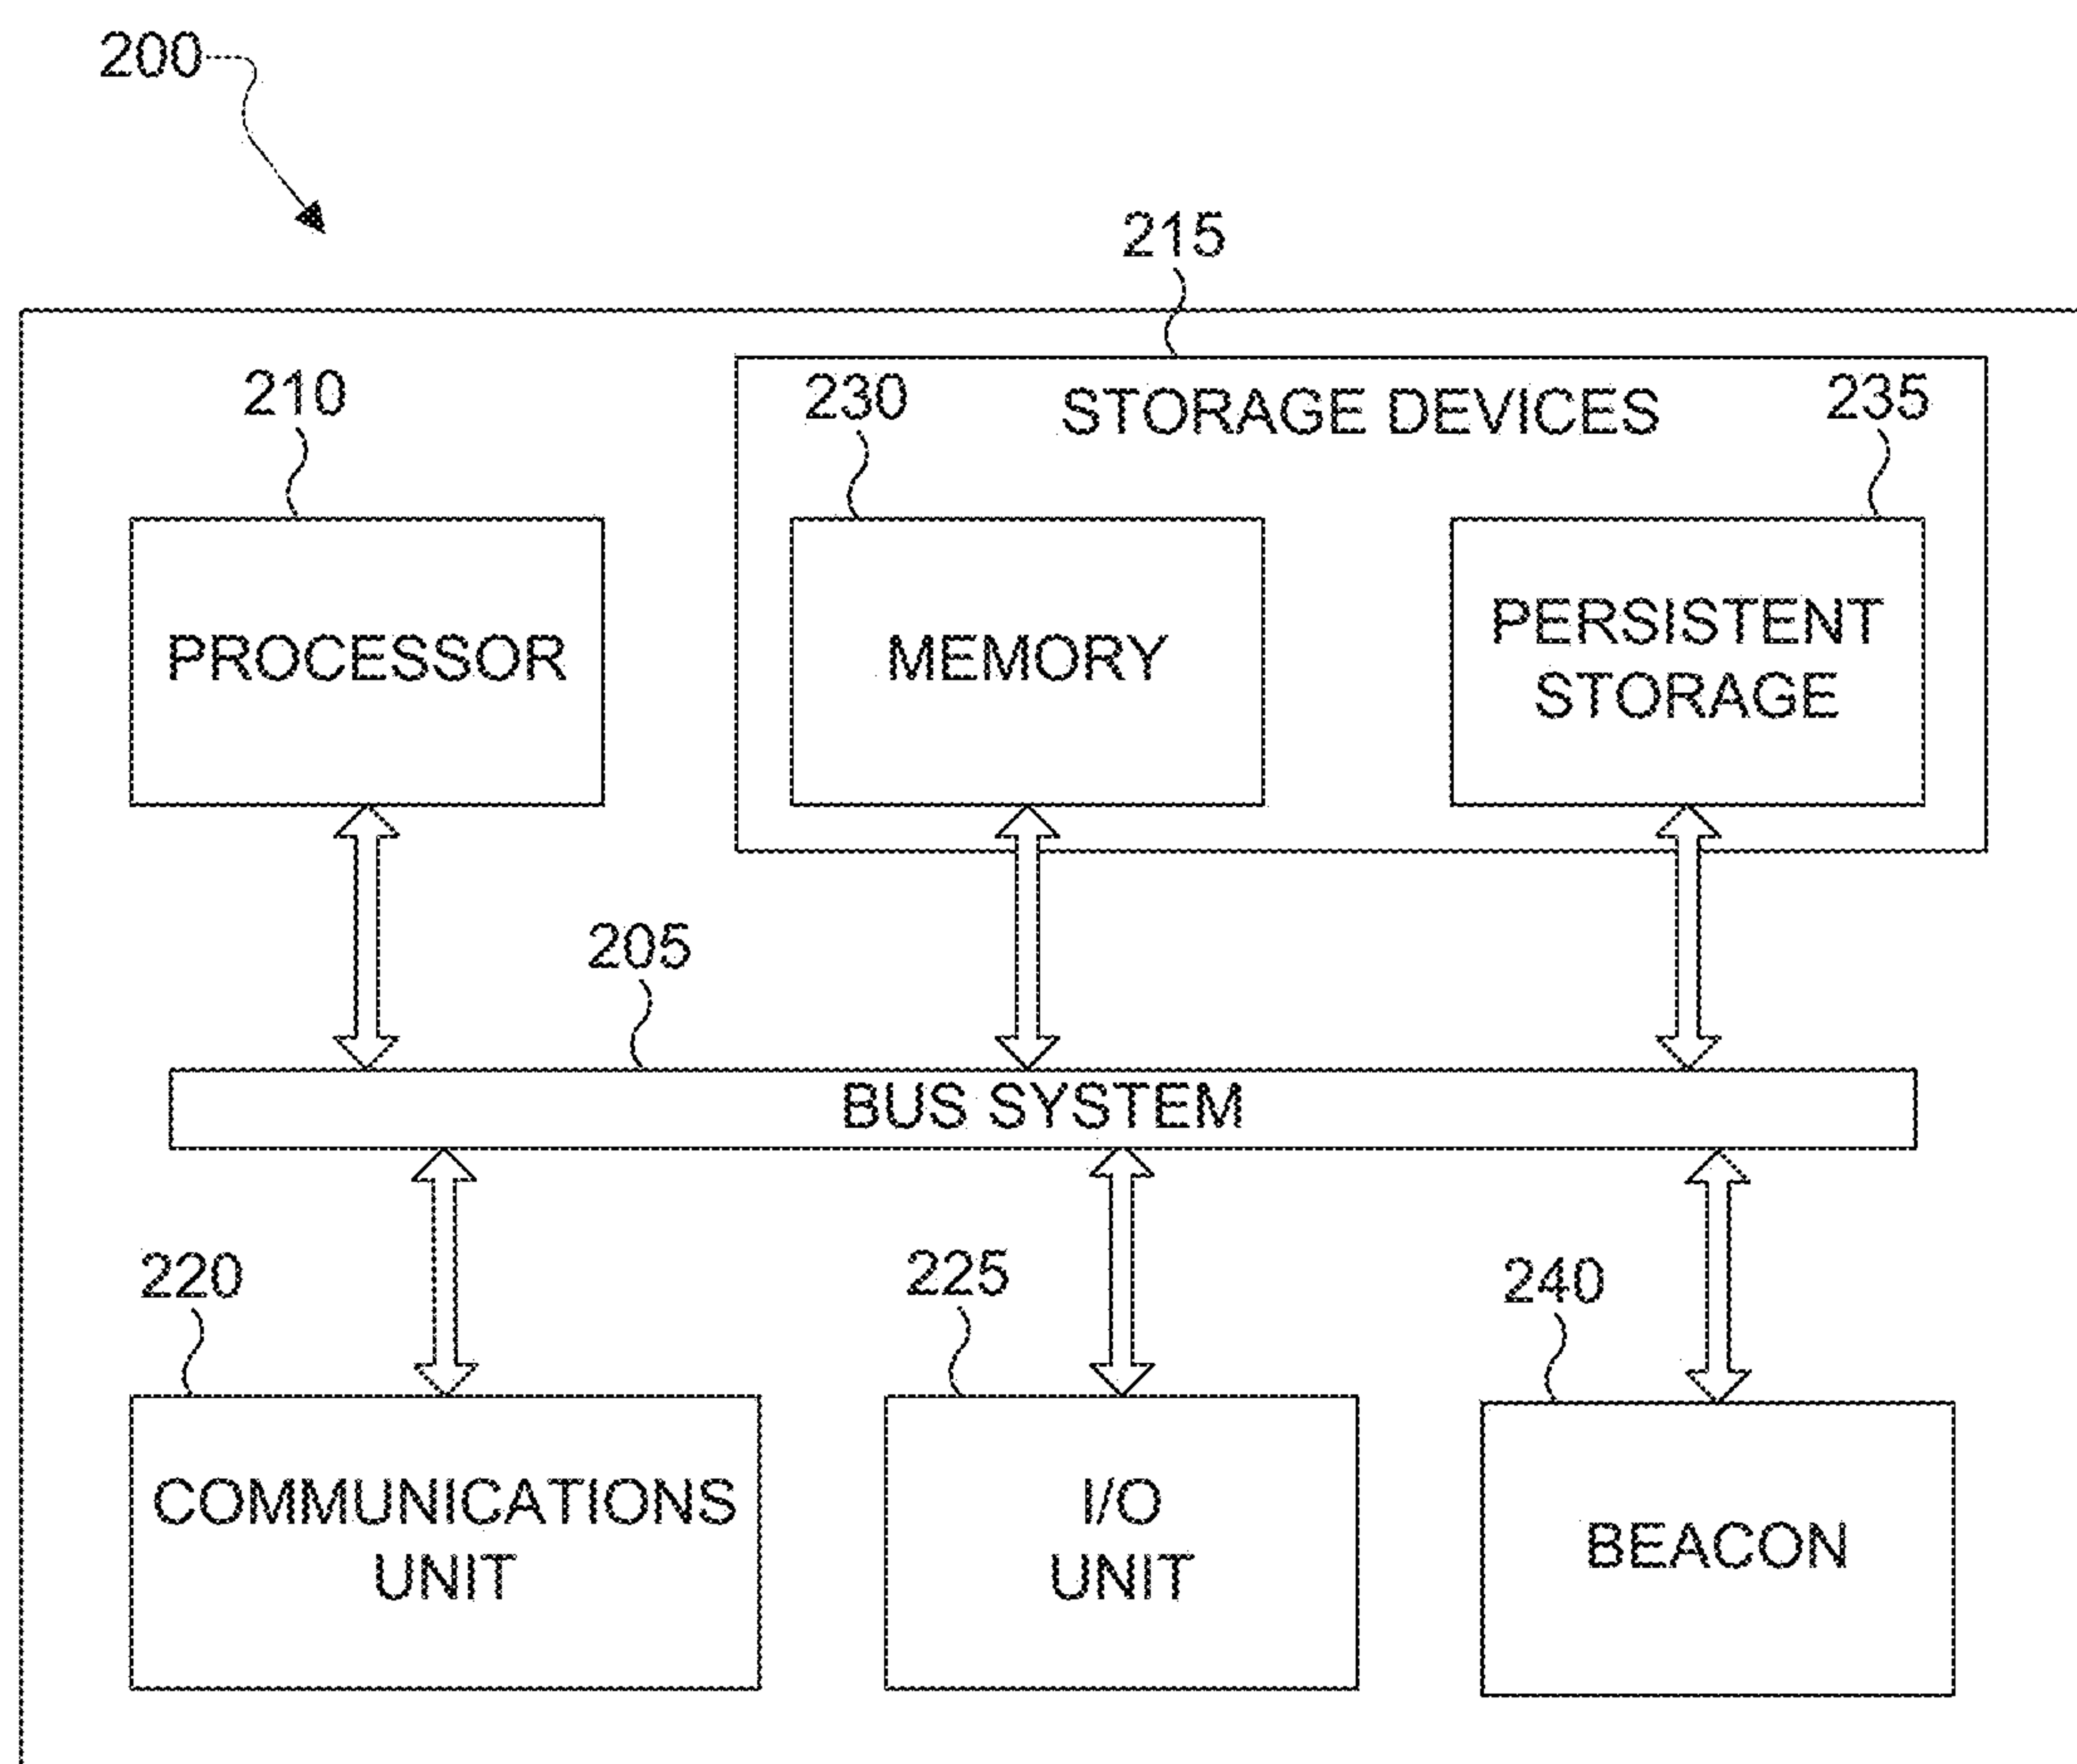 200
215
210
230
STORAGE DEVICES
235
PROCESSOR
MEMORY
PERSISTENT
STORAGE
205
BUS SYSTEM
220
225
240
COMMUNICATIONS
UNIT
I/O
UNIT
BEACON